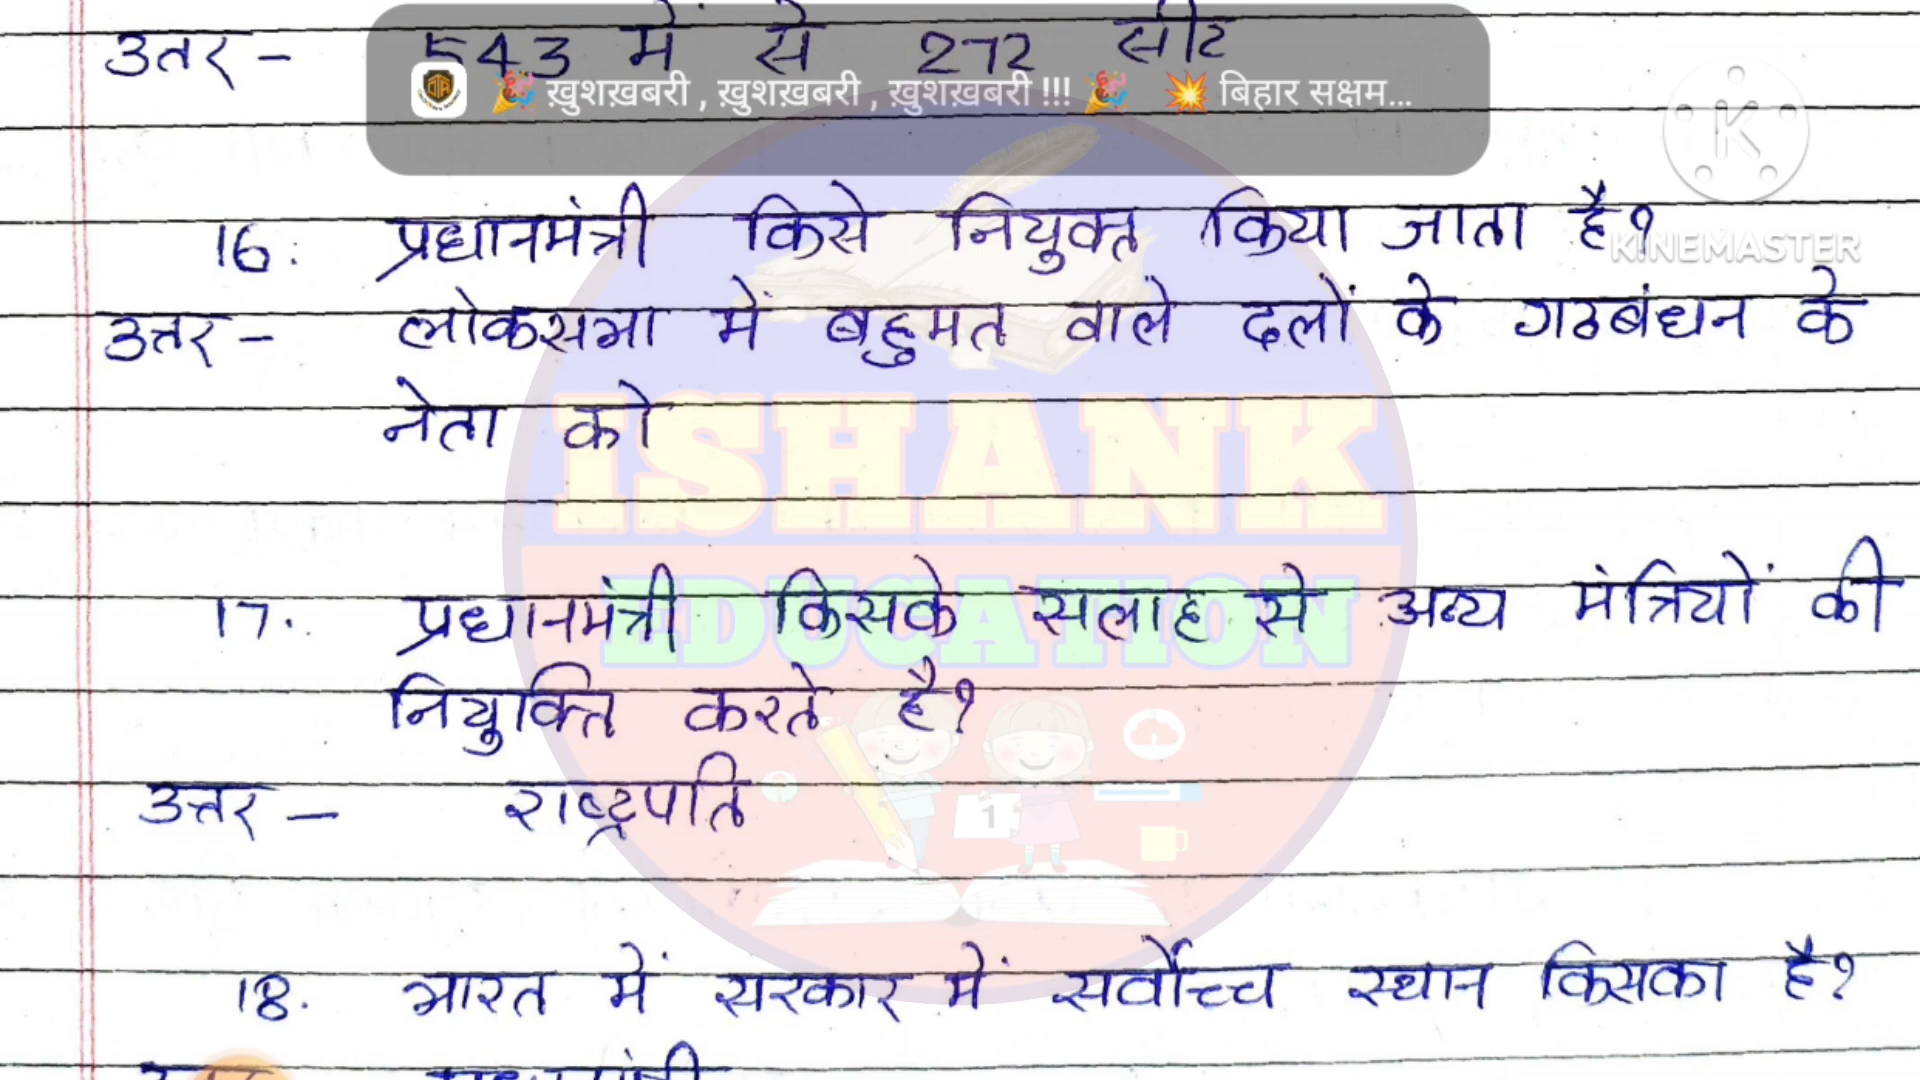 उतर - 543 में से 272 सीट
🎉 ख़ुशख़बरी , ख़ुशख़बरी , ख़ुशख़बरी !!! 🎉 💥 बिहार सक्षम...
K
KINEMASTER
16. प्रधानमंत्री किसे नियुक्त किया जाता है?
उत्तर - लोकसभा में बहुमत वाले दलों के गठबंधन के
नेता को
ISHANK
17. प्रधानमंत्री किसके सलाह से अन्य मंत्रियों की
EDUCATION
नियुक्ति करते है?
उत्तर - राष्ट्रपति
1
18. भारत में सरकार में सर्वोच्च स्थान किसका है?